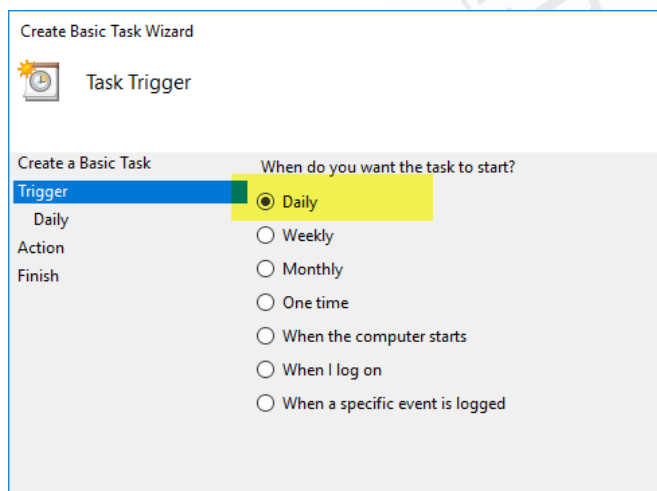 Create Basic Task Wizard
Task Trigger
Create a Basic Task
Trigger
Daily
Action
Finish
When do you want the task to start?
Daily
Weekly
Monthly
One time
When the computer starts
When I log on
When a specific event is logged